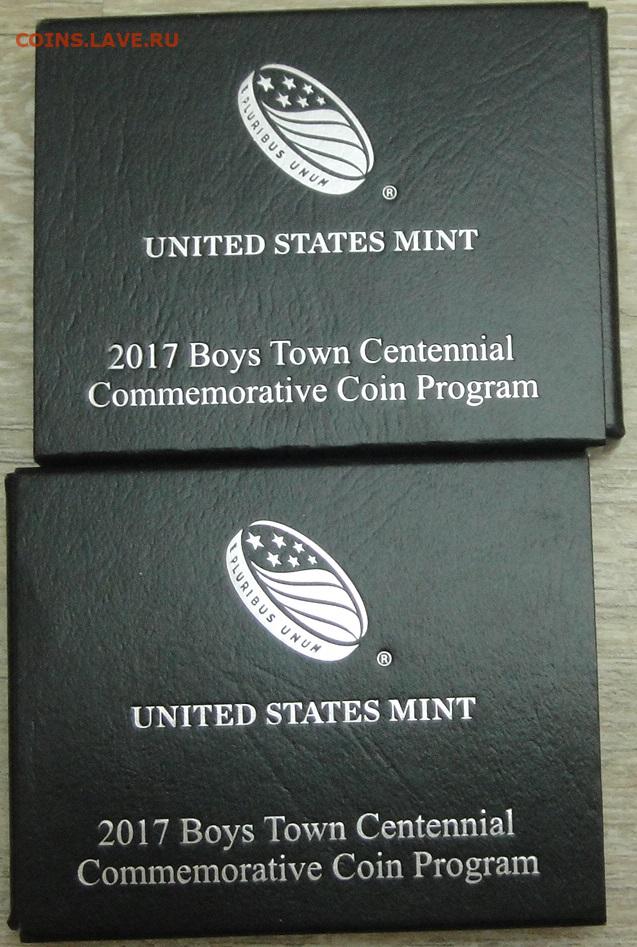 COINS.LAVE.RU
E PLURIBUS UNUM
®
UNITED STATES MINT
2017 Boys Town Centennial
Commemorative Coin Program
E PLURIBUS UNUM
®
UNITED STATES MINT
2017 Boys Town Centennial
Commemorative Coin Program